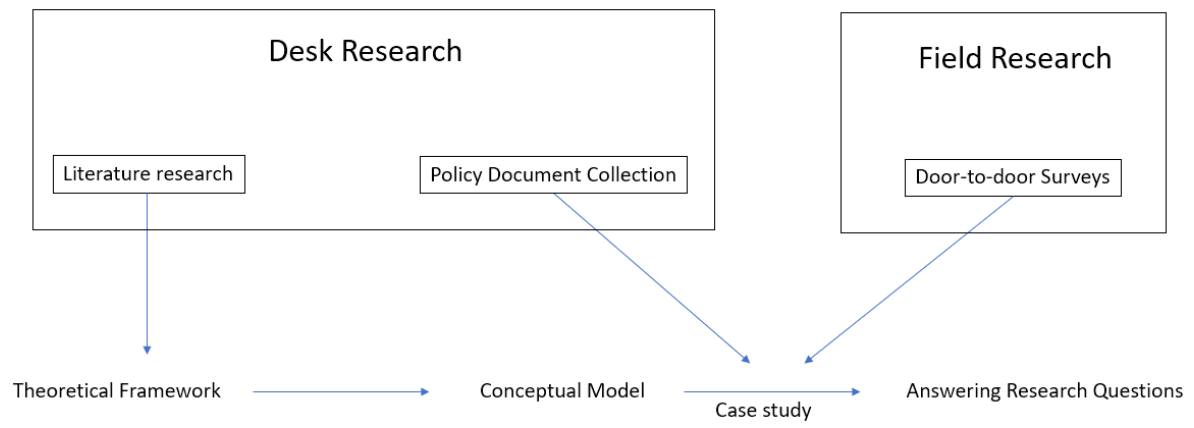 Desk Research
Field Research
Literature research
Policy Document Collection
Door-to-door Surveys
Theoretical Framework
Conceptual Model
Case study
Answering Research Questions